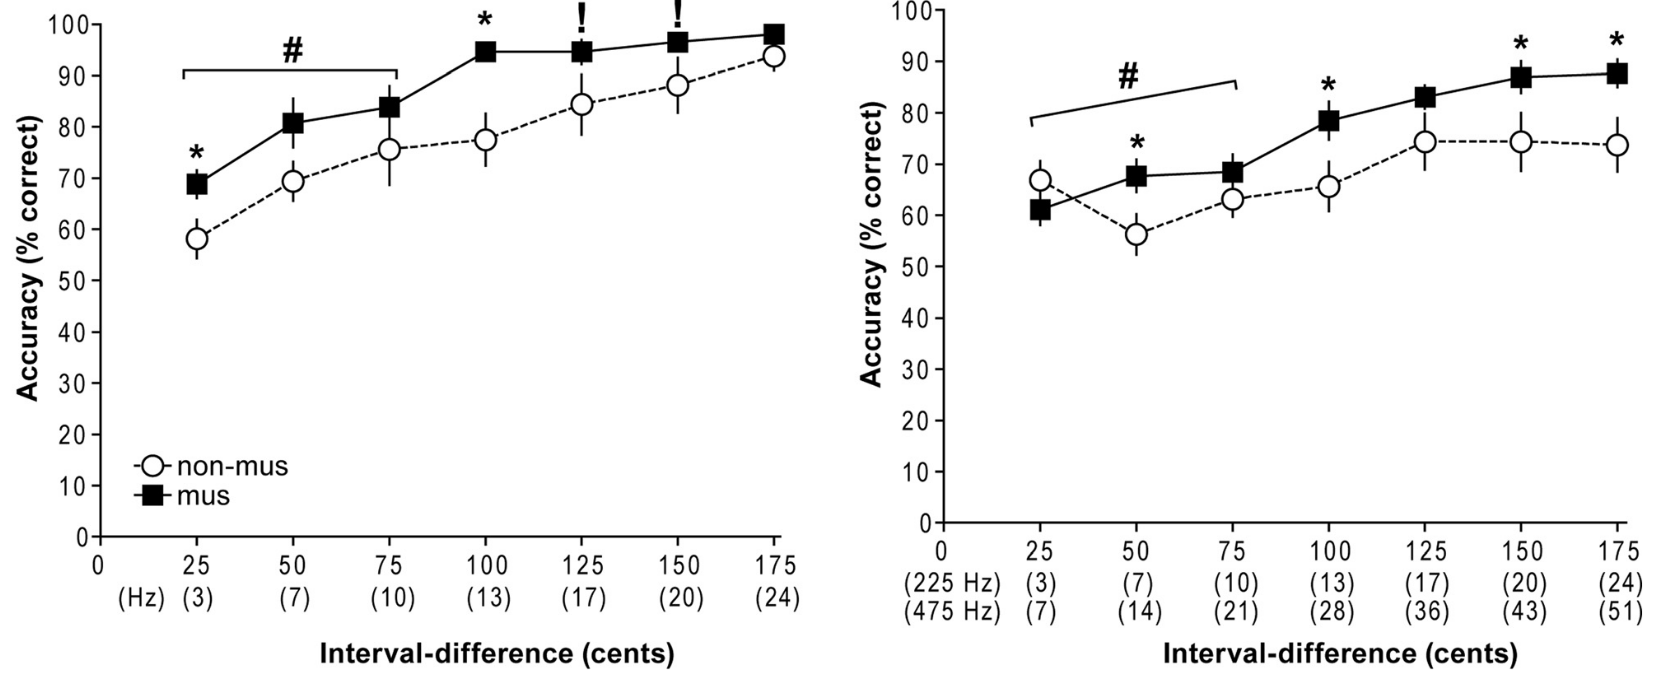 100
90
80
70
60
50
40
30
20
10
0
Accuracy (% correct)
#
*
*
!
!
non-mus
mus
0 25 50 75 100 125 150 175
(Hz) (3) (7) (10) (13) (17) (20) (24)
Interval-difference (cents)
100
90
80
70
60
50
40
30
20
10
0
Accuracy (% correct)
#
*
*
*
*
0 25 50 75 100 125 150 175
(225 Hz) (3) (7) (10) (13) (17) (20) (24)
(475 Hz) (7) (14) (21) (28) (36) (43) (51)
Interval-difference (cents)